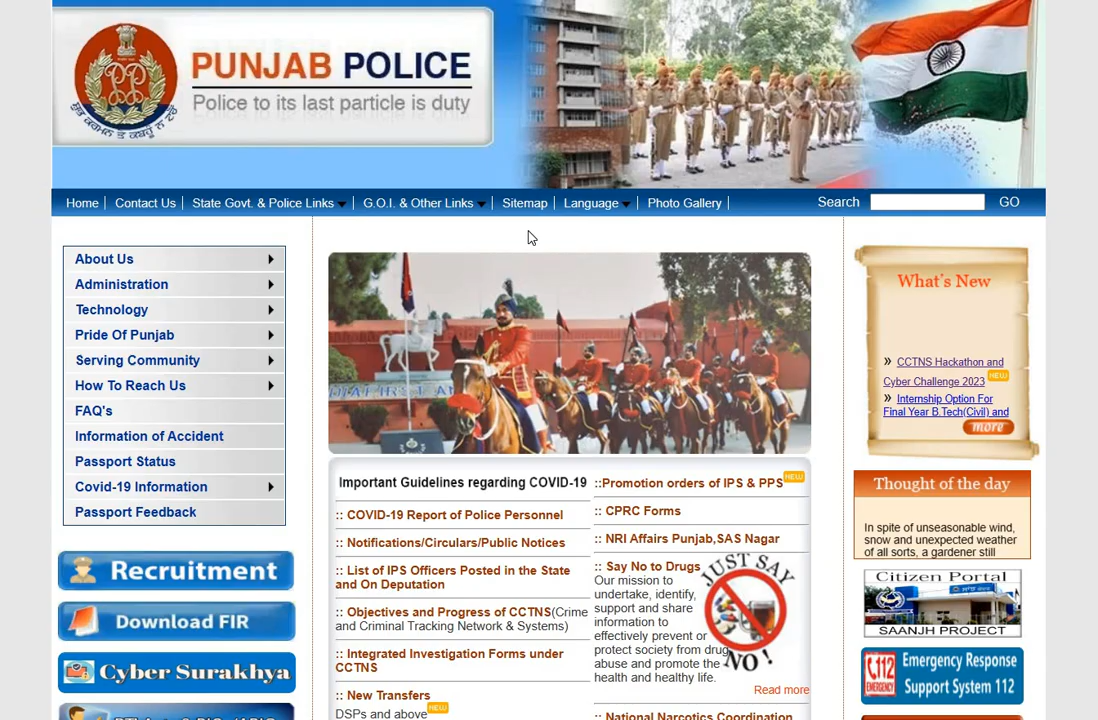 PUNJAB POLICE
Police to its last particle is duty
Home
Contact Us
State Govt. & Police Links
G.O.I. & Other Links
Sitemap
Language
Photo Gallery
Search
GO
About Us
Administration
Technology
Pride Of Punjab
Serving Community
How To Reach Us
FAQ's
Information of Accident
Passport Status
Covid-19 Information
Passport Feedback
Recruitment
Download FIR
Cyber Surakhya
Important Guidelines regarding COVID-19
:: COVID-19 Report of Police Personnel
:: Notifications/Circulars/Public Notices
:: List of IPS Officers Posted in the State
and On Deputation
:: Objectives and Progress of CCTNS(Crime
and Criminal Tracking Network & Systems)
:: Integrated Investigation Forms under
CCTNS
:: New Transfers
DSPs and above NEW
::Promotion orders of IPS & PPS NEW
:: CPRC Forms
:: NRI Affairs Punjab,SAS Nagar
:: Say No to Drugs
Our mission to
undertake, identify,
support and share
information to
effectively prevent or
protect society from drug
abuse and promote the
health and healthy life.
JUST SAY
NO!
Read more
:: National Narcotics Coordination
What's New
» CCTNS Hackathon and
Cyber Challenge 2023 NEW
» Internship Option For
Final Year B.Tech(Civil) and
more
Thought of the day
In spite of unseasonable wind,
snow and unexpected weather
of all sorts, a gardener still
Citizen Portal
SAANJH PROJECT
112
EMERGENCY
Emergency Response
Support System 112